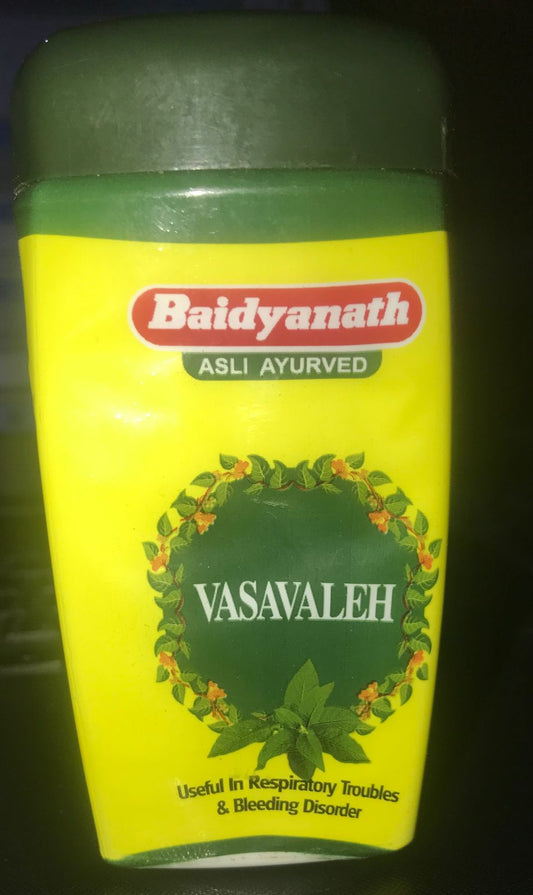 Baidyanath
ASLI AYURVED
VASAVALEH
Useful In Respiratory Troubles
& Bleeding Disorder